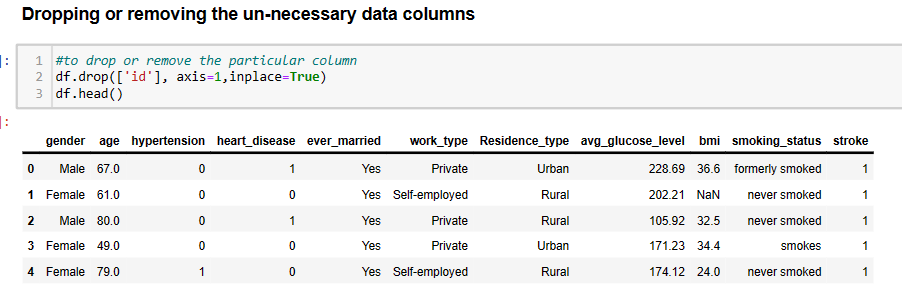 Dropping or removing the un-necessary data columns
]:
1 #to drop or remove the particular column
2 df.drop(['id'], axis=1,inplace=True)
3 df.head()
]:
gender age hypertension heart_disease ever_married work_type Residence_type avg_glucose_level bmi smoking_status stroke
0 Male 67.0 0 1 Yes Private Urban 228.69 36.6 formerly smoked 1
1 Female 61.0 0 0 Yes Self-employed Rural 202.21 NaN never smoked 1
2 Male 80.0 0 1 Yes Private Rural 105.92 32.5 never smoked 1
3 Female 49.0 0 0 Yes Private Urban 171.23 34.4 smokes 1
4 Female 79.0 1 0 Yes Self-employed Rural 174.12 24.0 never smoked 1